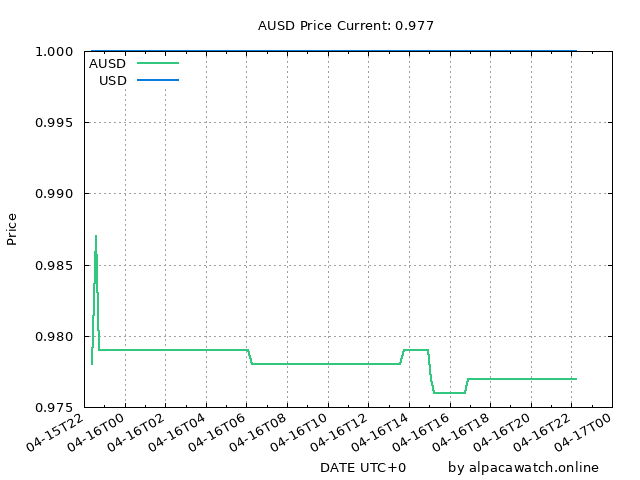 AUSD Price Current: 0.977
1.000
AUSD
USD
0.995
0.990
Price
0.985
0.980
0.975
04-15T22
04-16T00
04-16T02
04-16T04
04-16T06
04-16T08
04-16T10
04-16T12
04-16T14
04-16T16
04-16T18
04-16T20
04-16T22
04-17T00
DATE UTC+0 by alpacawatch.online